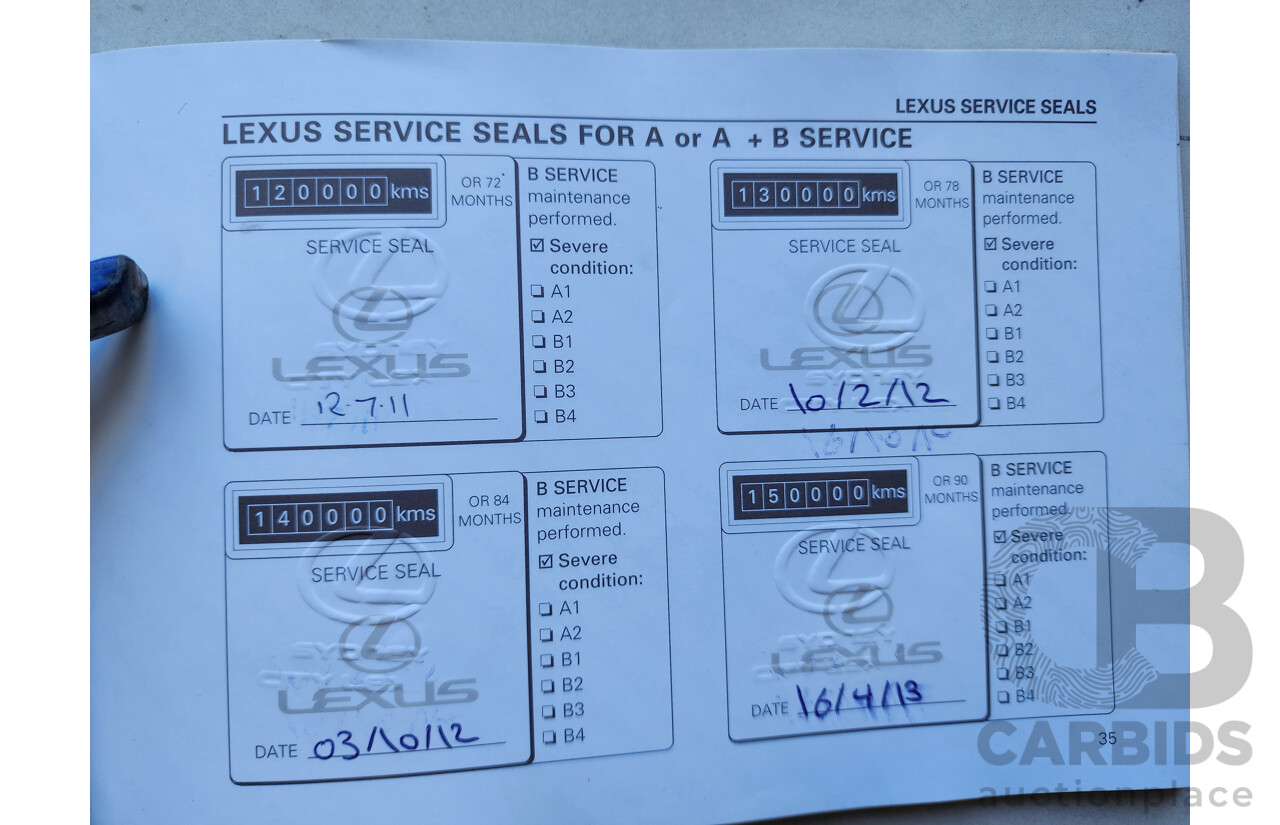 LEXUS SERVICE SEALS
LEXUS SERVICE SEALS FOR A or A + B SERVICE
120000 kms
OR 72
MONTHS
SERVICE SEAL
LEXUS
DATE 12-7-11
B SERVICE
maintenance
performed.
☑ Severe
condition:
❑ A1
❑ A2
❑ B1
❑ B2
❑ B3
❑ B4
130000 kms
OR 78
MONTHS
SERVICE SEAL
LEXUS
DATE 10/2/12
B SERVICE
maintenance
performed.
☑ Severe
condition:
❑ A1
❑ A2
❑ B1
❑ B2
❑ B3
❑ B4
140000 kms
OR 84
MONTHS
SERVICE SEAL
SYDNEY
LEXUS
DATE 03/10/12
B SERVICE
maintenance
performed.
☑ Severe
condition:
❑ A1
❑ A2
❑ B1
❑ B2
❑ B3
❑ B4
150000 kms
OR 90
MONTHS
SERVICE SEAL
SYDNEY
LEXUS
DATE 16/4/13
B SERVICE
maintenance
performed.
☑ Severe
condition:
❑ A1
❑ A2
❑ B1
❑ B2
❑ B3
❑ B4
35
CARBIDS
auctionplace